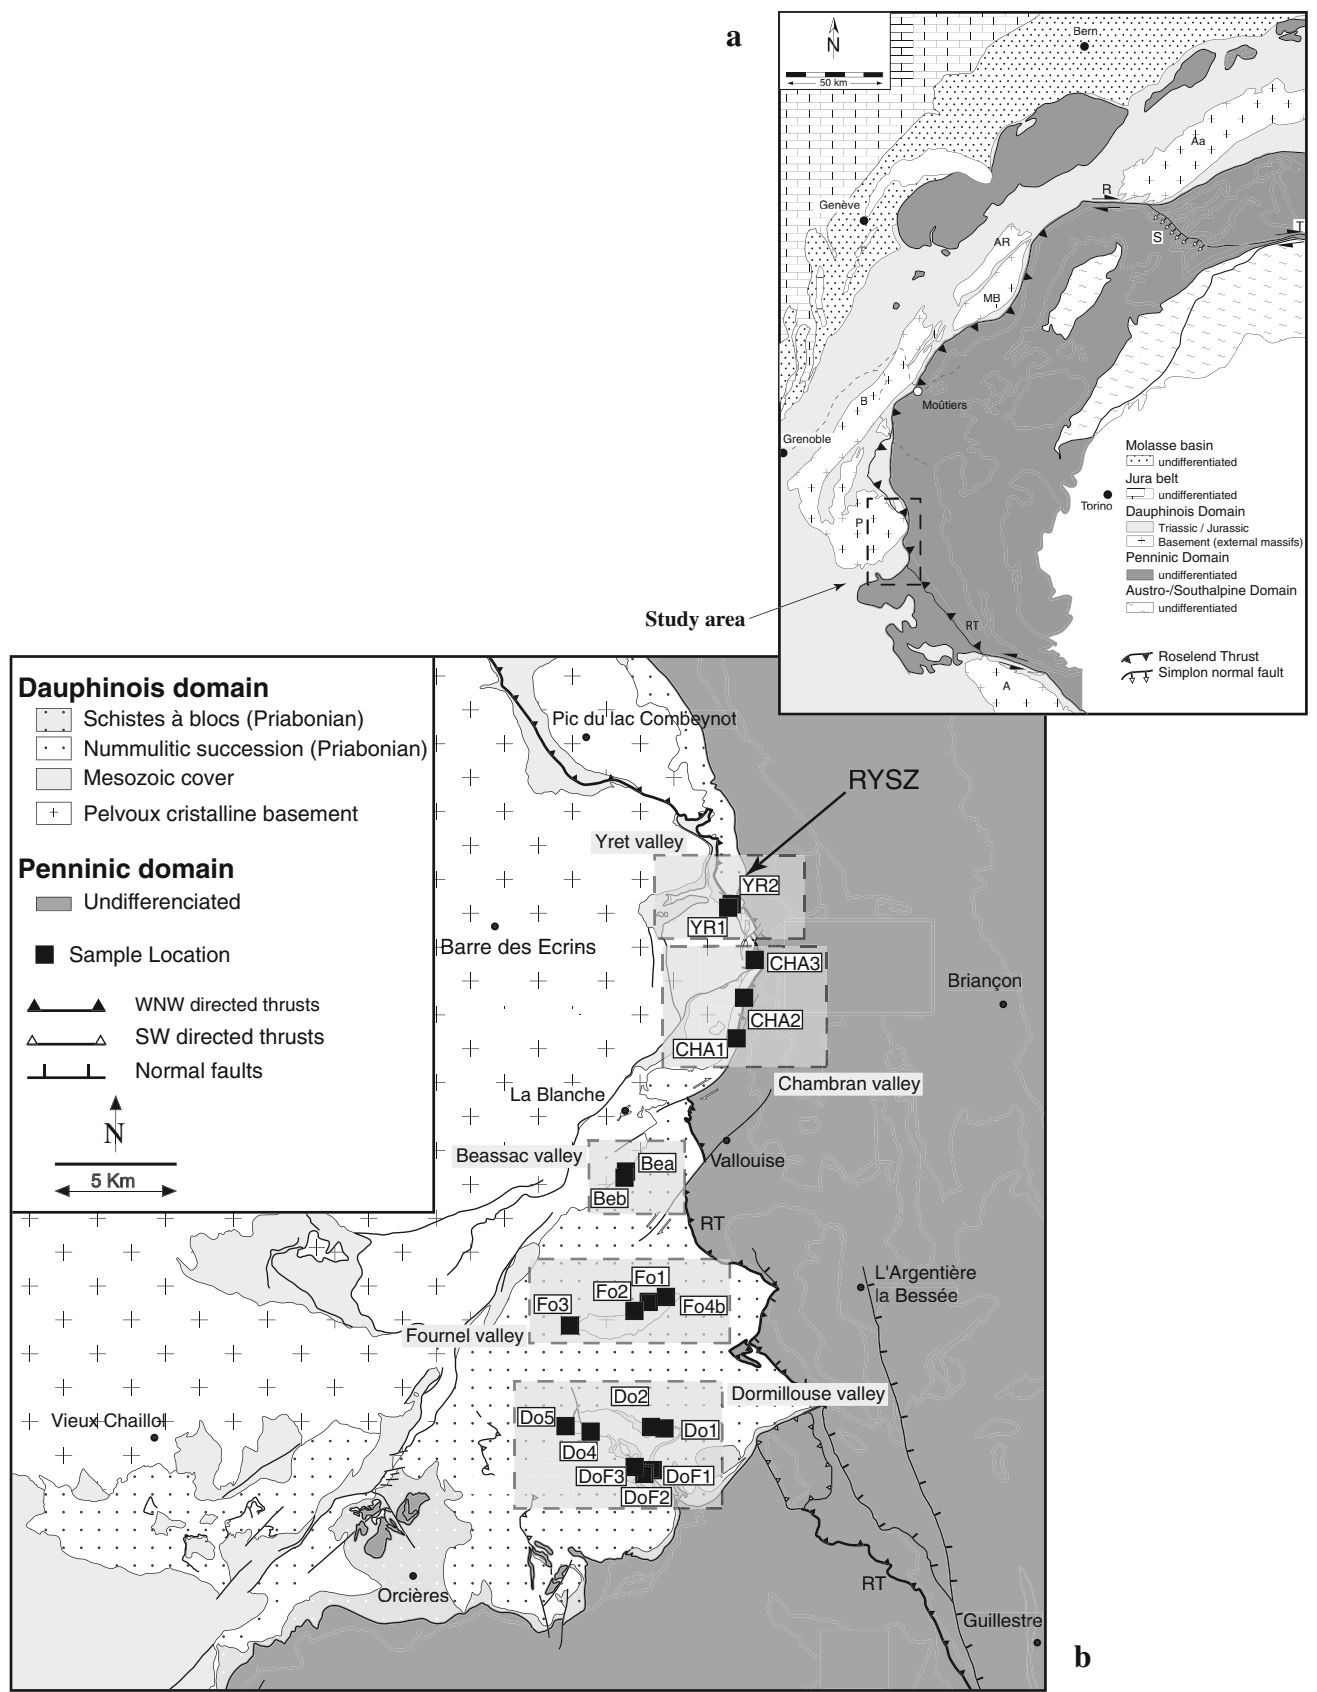 a
N
50 km
Bern
Aa
R
Genève
S
T
AR
MB
B
Moûtiers
Grenoble
P
Torino
RT
A
Molasse basin
undifferentiated
Jura belt
undifferentiated
Dauphinois Domain
Triassic / Jurassic
Basement (external massifs)
Penninic Domain
undifferentiated
Austro-/Southalpine Domain
undifferentiated
Roselend Thrust
Simplon normal fault
Study area
Dauphinois domain
Schistes à blocs (Priabonian)
Nummulitic succession (Priabonian)
Mesozoic cover
Pelvoux cristalline basement
Penninic domain
Undifferenciated
Sample Location
WNW directed thrusts
SW directed thrusts
Normal faults
N
5 Km
Pic du lac Combeynot
RYSZ
Yret valley
YR2
YR1
Barre des Ecrins
CHA3
Briançon
CHA2
CHA1
Chambran valley
La Blanche
Beassac valley
Bea
Vallouise
Beb
RT
L'Argentière
la Bessée
Fo1
Fo2
Fo3
Fo4b
Fournel valley
Do2
Dormillouse valley
Do5
Do1
Vieux Chaillol
Do4
DoF3
DoF1
DoF2
RT
Orcières
Guillestre
b